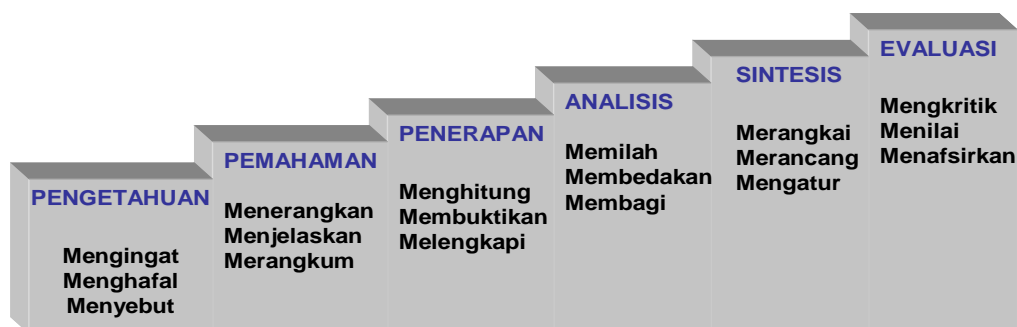 PENGETAHUAN
Mengingat
Menghafal
Menyebut
PEMAHAMAN
Menerangkan
Menjelaskan
Merangkum
PENERAPAN
Menghitung
Membuktikan
Melengkapi
ANALISIS
Memilah
Membedakan
Membagi
SINTESIS
Merangkai
Merancang
Mengatur
EVALUASI
Mengkritik
Menilai
Menafsirkan